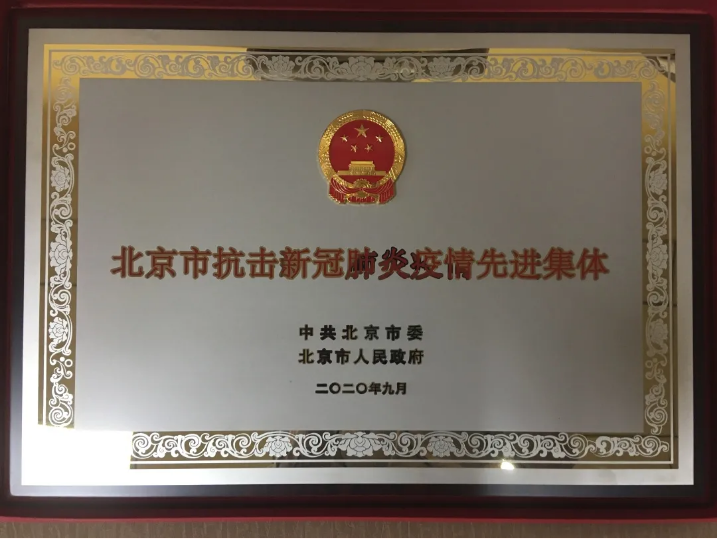 北京市抗击新冠肺炎疫情先进集体
中共北京市委
北京市人民政府
二〇二〇年九月